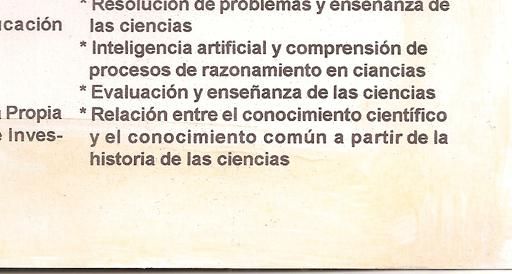 * Resolución de problemas y enseñanza de
ucación las ciencias
* Inteligencia artificial y comprensión de
procesos de razonamiento en ciancias
* Evaluación y enseñanza de las ciencias
a Propia * Relación entre el conocimiento científico
e Inves- y el conocimiento común a partir de la
historia de las ciencias